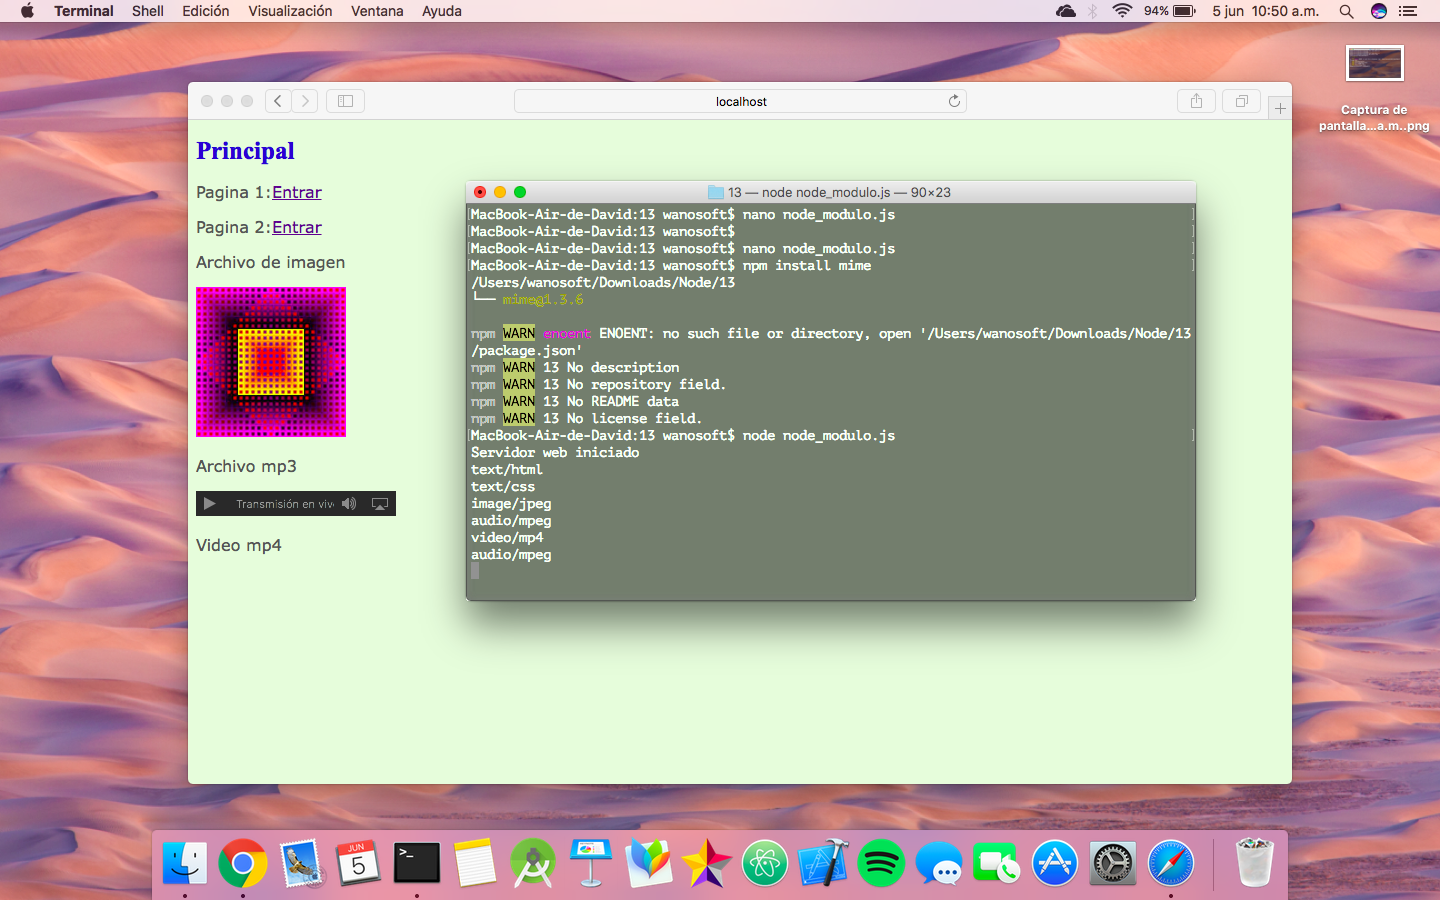 Terminal Shell Edición Visualización Ventana Ayuda 94% 5 jun 10:50 a.m.
Captura de
pantalla...a.m..png
localhost
Principal
Pagina 1:Entrar
Pagina 2:Entrar
Archivo de imagen
Archivo mp3
Transmisión en viv
Video mp4
13 — node node_modulo.js — 90×23
[MacBook-Air-de-David:13 wanosoft$ nano node_modulo.js ]
[MacBook-Air-de-David:13 wanosoft$ ]
[MacBook-Air-de-David:13 wanosoft$ nano node_modulo.js ]
[MacBook-Air-de-David:13 wanosoft$ npm install mime ]
/Users/wanosoft/Downloads/Node/13
└── mime@1.3.6
npm WARN enoent ENOENT: no such file or directory, open '/Users/wanosoft/Downloads/Node/13
/package.json'
npm WARN 13 No description
npm WARN 13 No repository field.
npm WARN 13 No README data
npm WARN 13 No license field.
[MacBook-Air-de-David:13 wanosoft$ node node_modulo.js ]
Servidor web iniciado
text/html
text/css
image/jpeg
audio/mpeg
video/mp4
audio/mpeg
JUN
5
>_